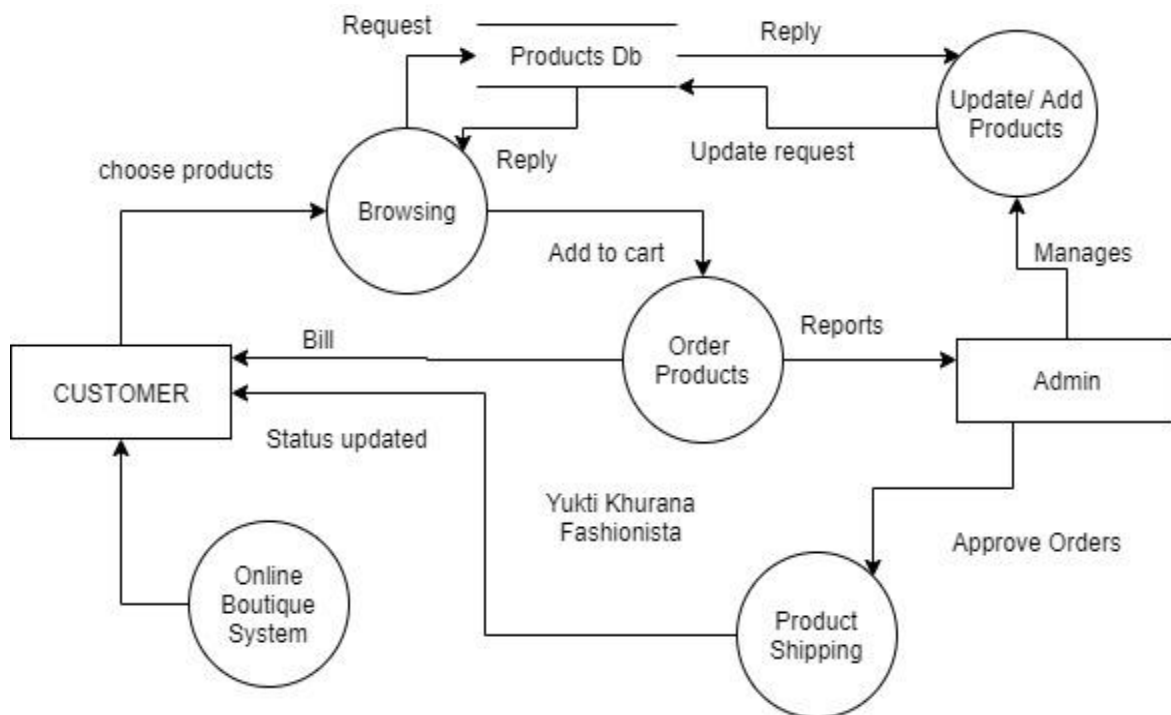 Request
Products Db
Reply
Update/ Add
Products
Reply
Update request
choose products
Browsing
Add to cart
Manages
Bill
Order
Products
Reports
CUSTOMER
Admin
Status updated
Yukti Khurana
Fashionista
Approve Orders
Online
Boutique
System
Product
Shipping